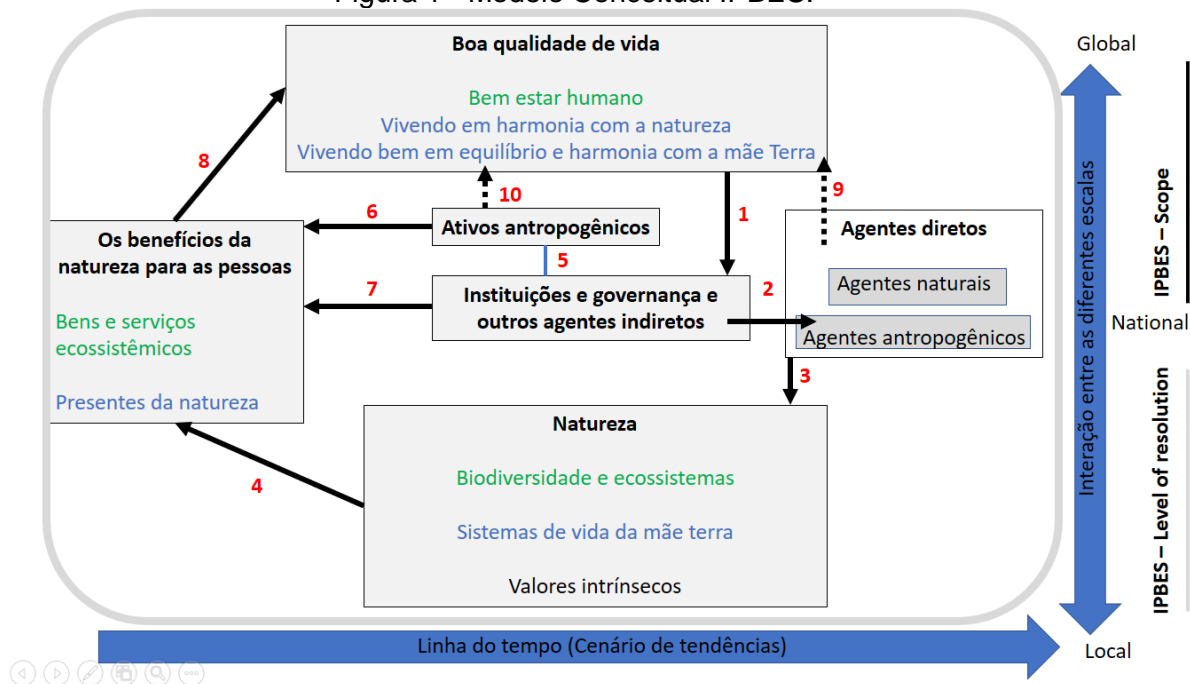 Boa qualidade de vida
Bem estar humano
Vivendo em harmonia com a natureza
Vivendo bem em equilíbrio e harmonia com a mãe Terra
8
10
9
1
6
Ativos antropogênicos
5
7
Instituições e governança e
outros agentes indiretos
2
Agentes diretos
Agentes naturais
Agentes antropogênicos
3
Os benefícios da
natureza para as pessoas
Bens e serviços
ecossistêmicos
Presentes da natureza
4
Natureza
Biodiversidade e ecossistemas
Sistemas de vida da mãe terra
Valores intrínsecos
Linha do tempo (Cenário de tendências)
Global
Interação entre as diferentes escalas
IPBES – Scope
National
IPBES – Level of resolution
Local